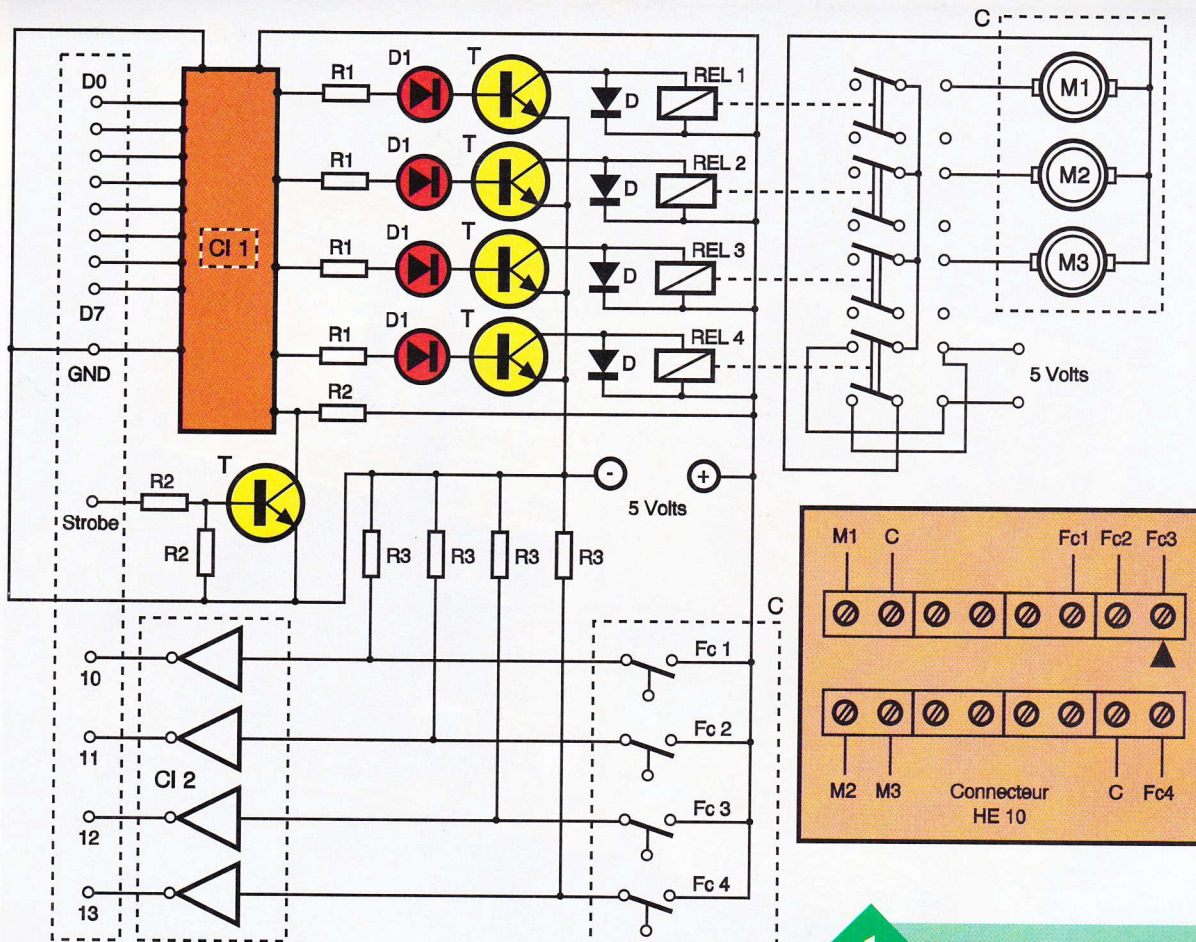 C
D0
D7
GND
Strobe
10
11
12
13
CI 1
CI 2
R1
D1
T
D
REL 1
R1
D1
T
D
REL 2
R1
D1
T
D
REL 3
R1
D1
T
D
REL 4
R2
T
R2
R2
R3
R3
R3
R3
-
+
5 Volts
M1
M2
M3
5 Volts
C
Fc 1
Fc 2
Fc 3
Fc 4
M1 C Fc1 Fc2 Fc3
M2 M3 Connecteur C Fc4
HE 10